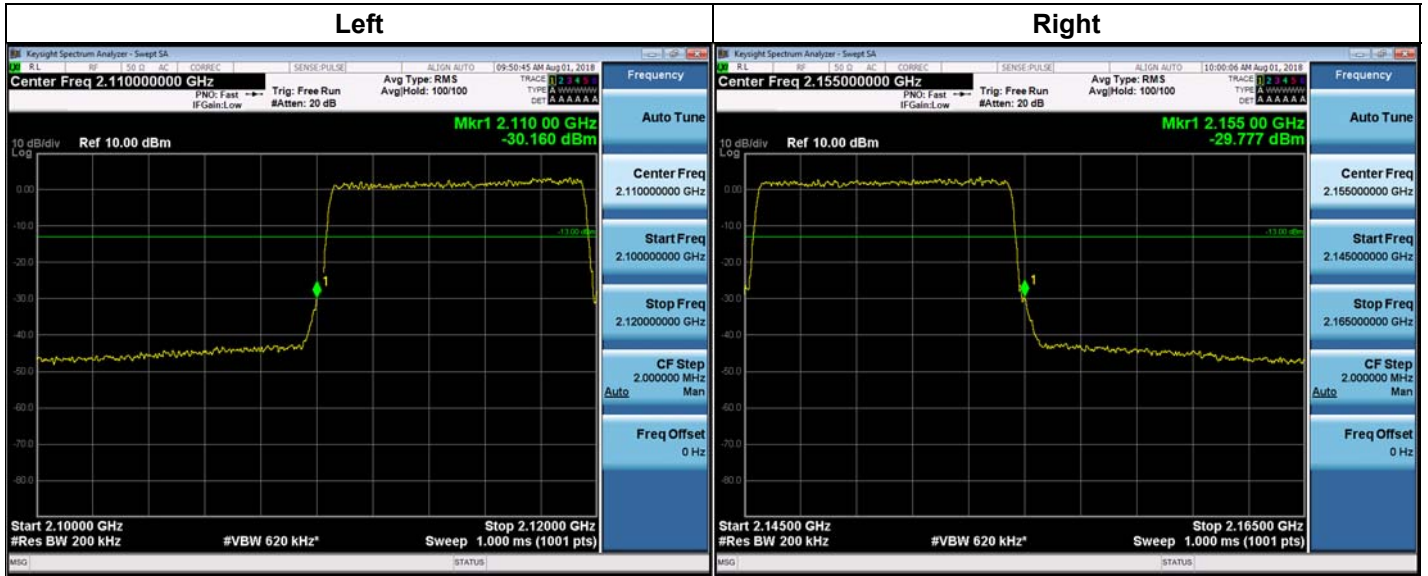 Left
Right
Keysight Spectrum Analyzer - Swept SA
RL RF 50 Ω AC CORREC SENSE:PULSE ALIGN AUTO 09:50:45 AM Aug 01, 2018
Center Freq 2.110000000 GHz
PNO: Fast
IFGain:Low
Trig: Free Run
#Atten: 20 dB
Avg Type: RMS
Avg|Hold: 100/100
TRACE 1 2 3 4 5 6
TYPE A WWWWW
DET A A A A A A
Mkr1 2.110 00 GHz
-30.160 dBm
10 dB/div Ref 10.00 dBm
Log
0.00
-10.0
-13.00 dBm
-20.0
1
-30.0
-40.0
-50.0
-60.0
-70.0
-80.0
Start 2.10000 GHz Stop 2.12000 GHz
#Res BW 200 kHz #VBW 620 kHz* Sweep 1.000 ms (1001 pts)
MSG STATUS
Frequency
Auto Tune
Center Freq
2.110000000 GHz
Start Freq
2.100000000 GHz
Stop Freq
2.120000000 GHz
CF Step
2.000000 MHz
Auto Man
Freq Offset
0 Hz
Keysight Spectrum Analyzer - Swept SA
RL RF 50 Ω AC CORREC SENSE:PULSE ALIGN AUTO 10:00:06 AM Aug 01, 2018
Center Freq 2.155000000 GHz
PNO: Fast
IFGain:Low
Trig: Free Run
#Atten: 20 dB
Avg Type: RMS
Avg|Hold: 100/100
TRACE 1 2 3 4 5 6
TYPE A WWWWW
DET A A A A A A
Mkr1 2.155 00 GHz
-29.777 dBm
10 dB/div Ref 10.00 dBm
Log
0.00
-10.0
-13.00 dBm
-20.0
1
-30.0
-40.0
-50.0
-60.0
-70.0
-80.0
Start 2.14500 GHz Stop 2.16500 GHz
#Res BW 200 kHz #VBW 620 kHz* Sweep 1.000 ms (1001 pts)
MSG STATUS
Frequency
Auto Tune
Center Freq
2.155000000 GHz
Start Freq
2.145000000 GHz
Stop Freq
2.165000000 GHz
CF Step
2.000000 MHz
Auto Man
Freq Offset
0 Hz